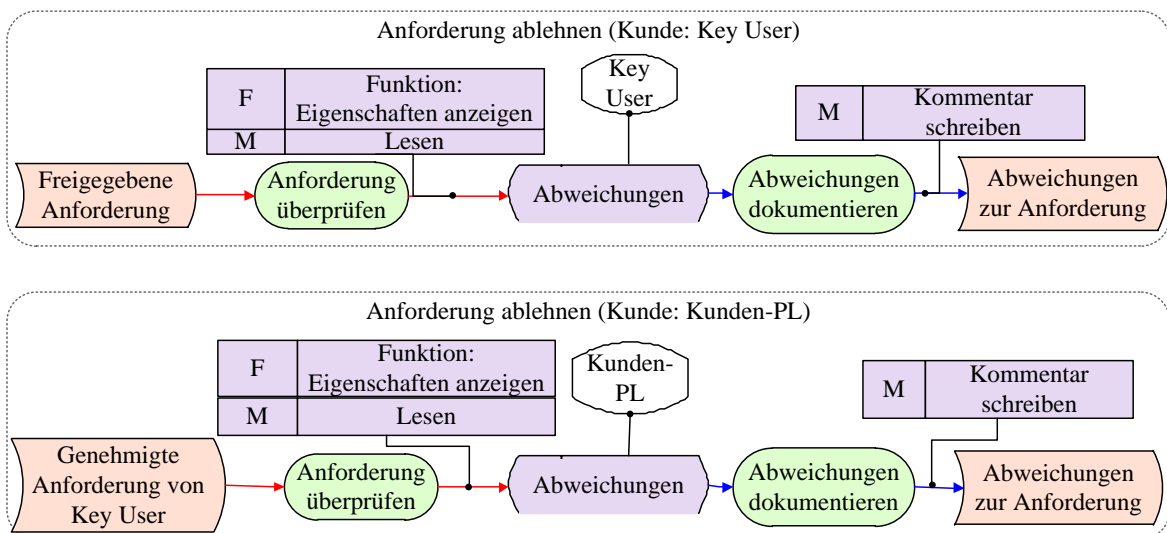 Anforderung ablehnen (Kunde: Key User)
F
Funktion:
Eigenschaften anzeigen
M
Lesen
Key
User
M
Kommentar
schreiben
Freigegebene
Anforderung
Anforderung
überprüfen
Abweichungen
Abweichungen
dokumentieren
Abweichungen
zur Anforderung
Anforderung ablehnen (Kunde: Kunden-PL)
F
Funktion:
Eigenschaften anzeigen
M
Lesen
Kunden-
PL
M
Kommentar
schreiben
Genehmigte
Anforderung von
Key User
Anforderung
überprüfen
Abweichungen
Abweichungen
dokumentieren
Abweichungen
zur Anforderung